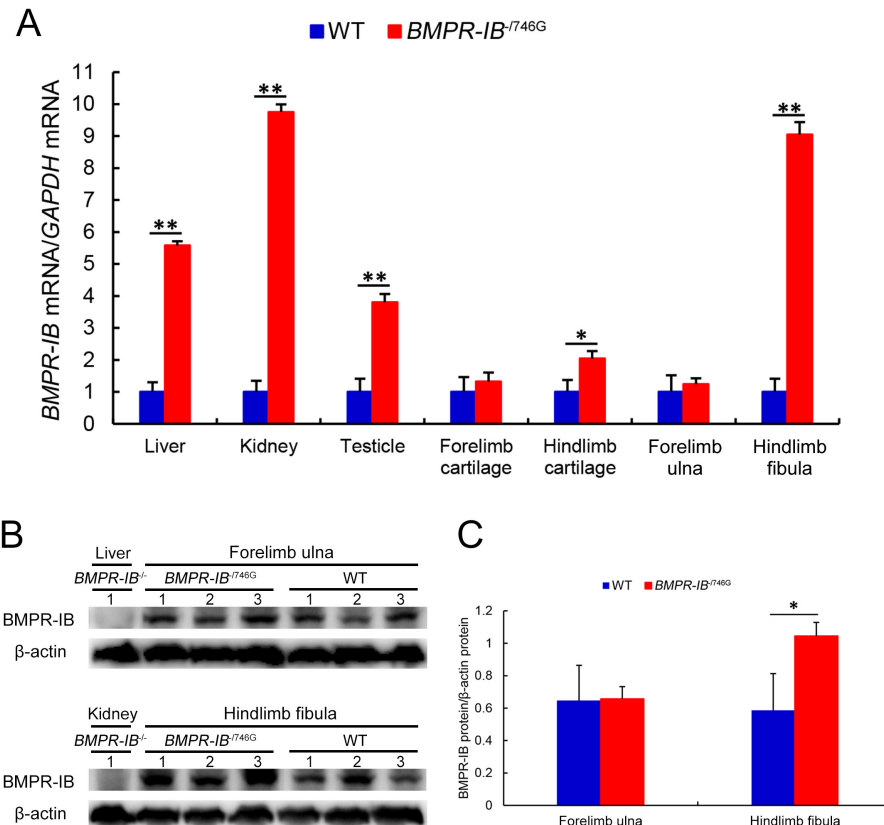 A
WT BMPR-IB-/746G
BMPR-IB mRNA/GAPDH mRNA
11
10
9
8
7
6
5
4
3
2
1
0
** ** ** * **
Liver Kidney Testicle Forelimb cartilage Hindlimb cartilage Forelimb ulna Hindlimb fibula
B
Liver Forelimb ulna
BMPR-IB-/- BMPR-IB-/746G WT
1 1 2 3 1 2 3
BMPR-IB
β-actin
Kidney Hindlimb fibula
BMPR-IB-/- BMPR-IB-/746G WT
1 1 2 3 1 2 3
BMPR-IB
β-actin
C
WT BMPR-IB-/746G
BMPR-IB protein/β-actin protein
1.2
1
0.8
0.6
0.4
0.2
0
*
Forelimb ulna Hindlimb fibula